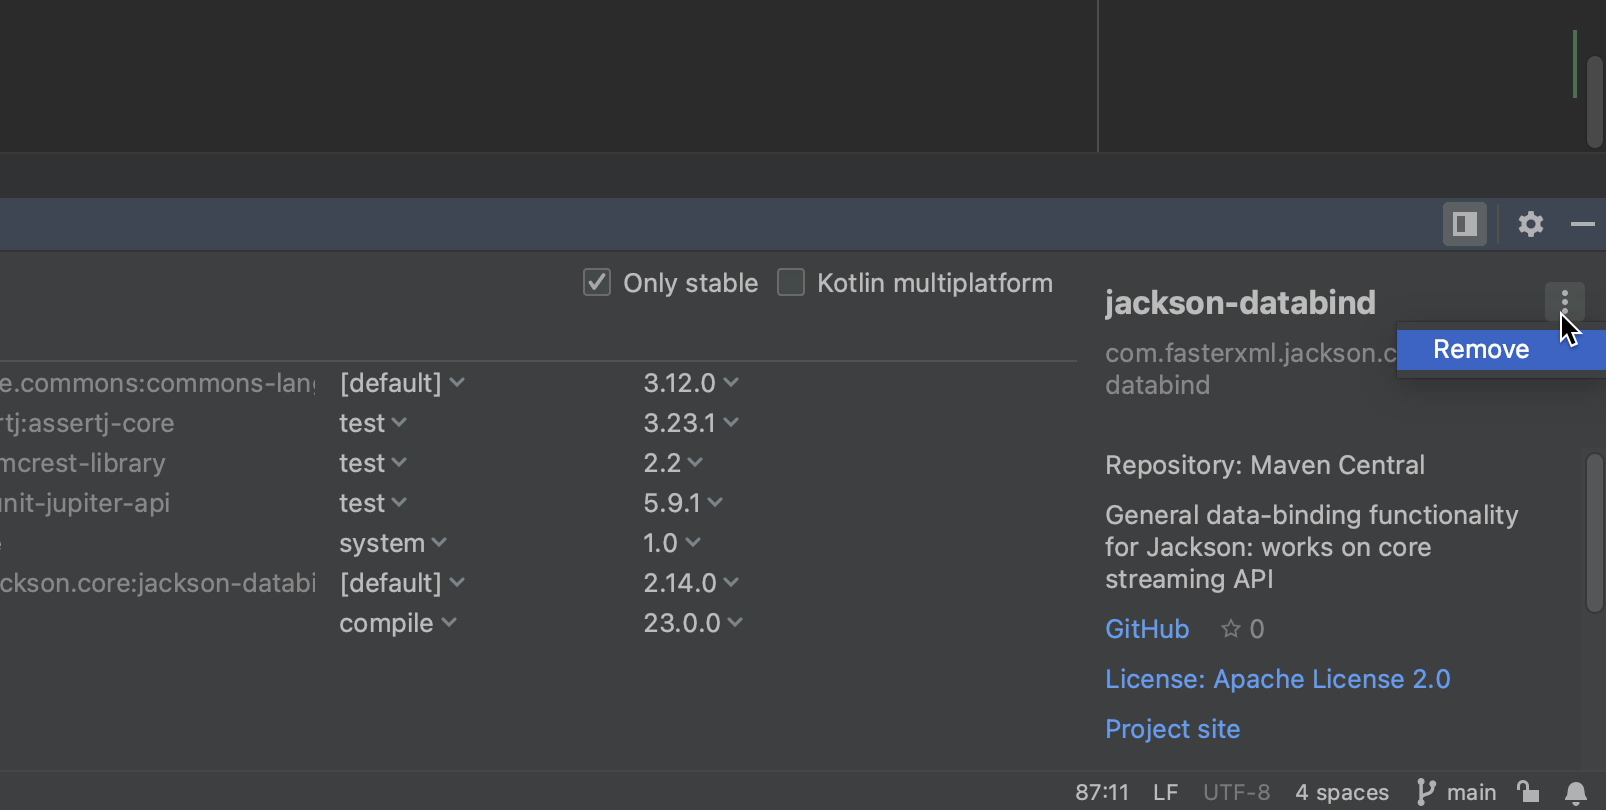 Only stable Kotlin multiplatform
jackson-databind
Remove
com.fasterxml.jackson.c
databind
e.commons:commons-lang [default] 3.12.0
rtj:assertj-core test 3.23.1
mcrest-library test 2.2
unit-jupiter-api test 5.9.1
e system 1.0
ckson.core:jackson-databi [default] 2.14.0
compile 23.0.0
Repository: Maven Central
General data-binding functionality
for Jackson: works on core
streaming API
GitHub ☆ 0
License: Apache License 2.0
Project site
87:11 LF UTF-8 4 spaces main